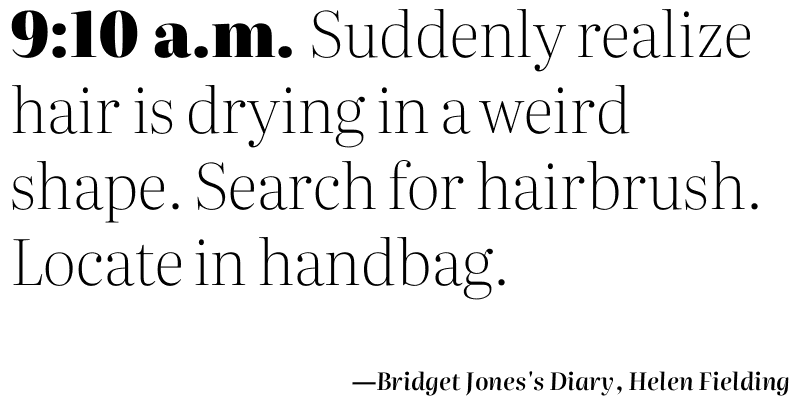 9:10 a.m. Suddenly realize
hair is drying in a weird
shape. Search for hairbrush.
Locate in handbag.
—Bridget Jones's Diary, Helen Fielding